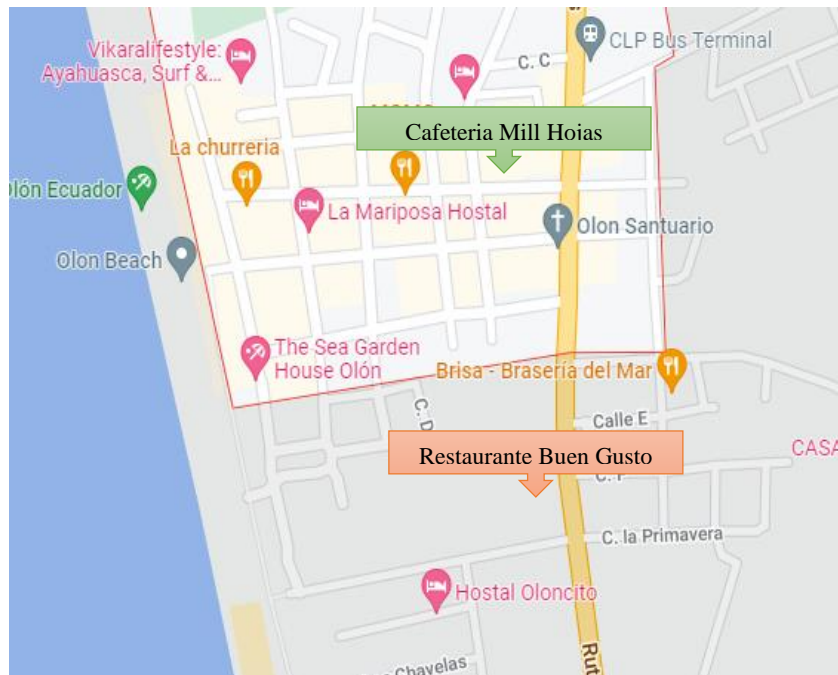 Vikaralifestyle:
Ayahuasca, Surf &...
CLP Bus Terminal
C. C
Cafeteria Mill Hoias
La churreria
Olón Ecuador
La Mariposa Hostal
Olon Santuario
Olon Beach
The Sea Garden
House Olón
Brisa - Brasería del Mar
Calle E
Restaurante Buen Gusto
CASA
C. la Primavera
Hostal Oloncito
Chavelas